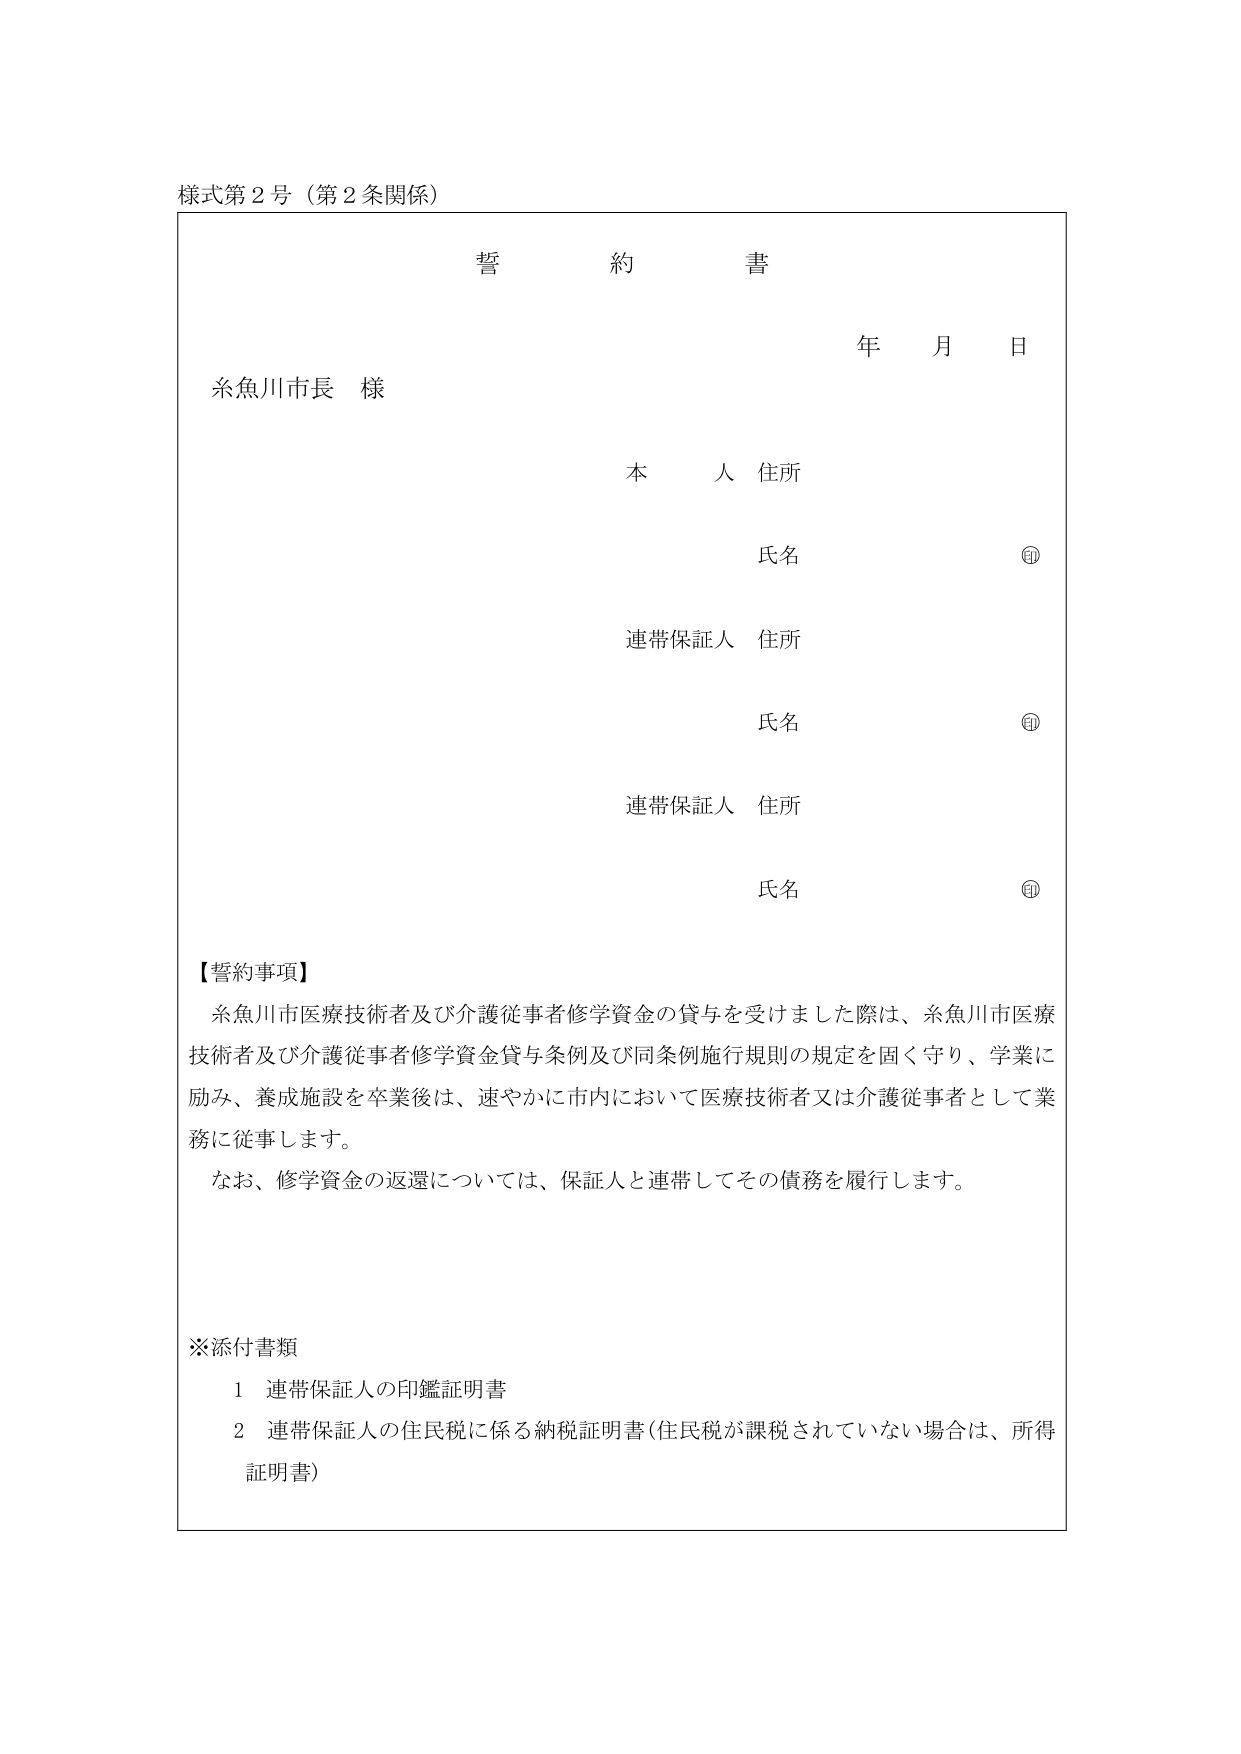 様式第２号（第２条関係）
誓　約　書
年　月　日
糸魚川市長　様
本　　人　住所
氏名　㊞
連帯保証人　住所
氏名　㊞
連帯保証人　住所
氏名　㊞
【誓約事項】
　糸魚川市医療技術者及び介護従事者修学資金の貸与を受けました際は、糸魚川市医療
技術者及び介護従事者修学資金貸与条例及び同条例施行規則の規定を固く守り、学業に
励み、養成施設を卒業後は、速やかに市内において医療技術者又は介護従事者として業
務に従事します。
　なお、修学資金の返還については、保証人と連帯してその債務を履行します。
※添付書類
1　連帯保証人の印鑑証明書
2　連帯保証人の住民税に係る納税証明書(住民税が課税されていない場合は、所得
証明書)